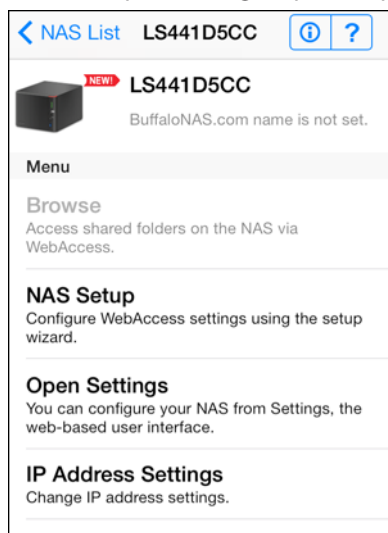 NAS List LS441D5CC ?
NEW!
LS441D5CC
BuffaloNAS.com name is not set.
Menu
Browse
Access shared folders on the NAS via
WebAccess.
NAS Setup
Configure WebAccess settings using the setup
wizard.
Open Settings
You can configure your NAS from Settings, the
web-based user interface.
IP Address Settings
Change IP address settings.